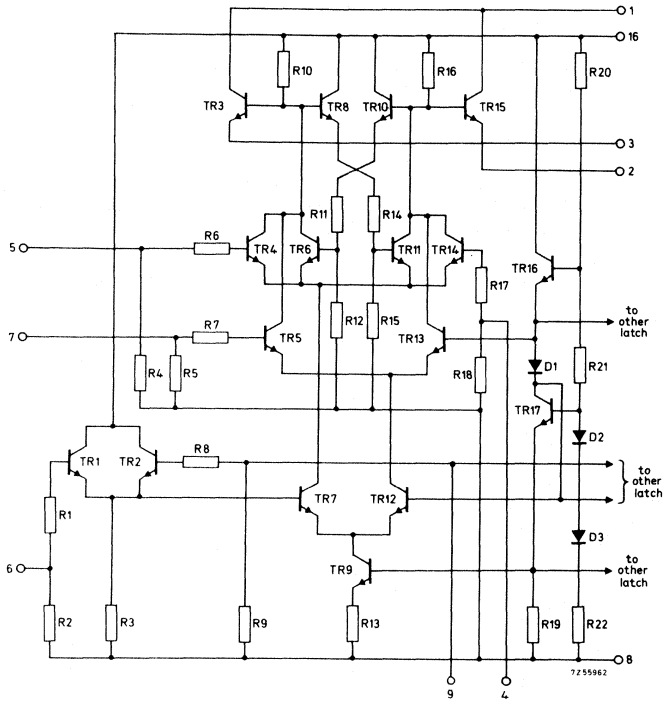 1
16
R10
R16
R20
TR3
TR8
TR10
TR15
3
2
R11
R14
5
R6
TR4
TR6
TR11
TR14
TR16
R17
to
other
latch
7
R7
TR5
R12
R15
TR13
D1
R21
R4
R5
R18
TR17
D2
TR1
TR2
R8
to
other
latch
TR7
TR12
R1
D3
6
TR9
to
other
latch
R2
R3
R9
R13
R19
R22
8
7Z55962
9
4